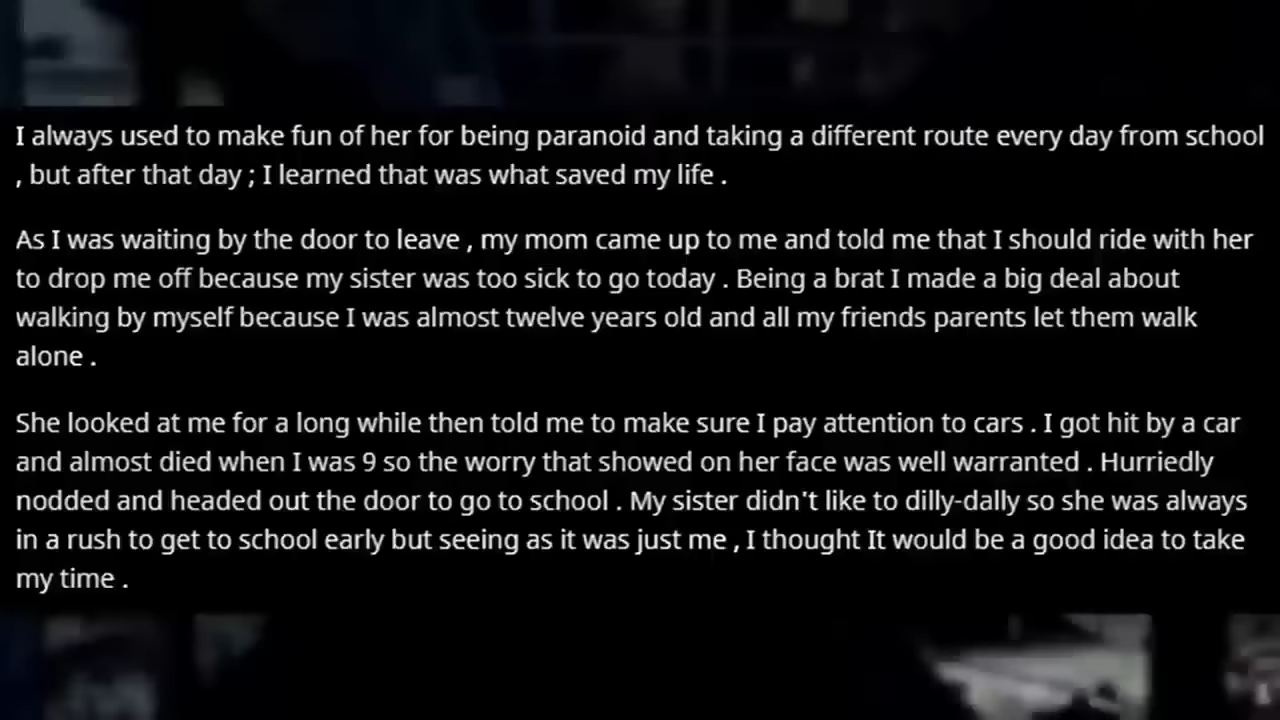 I always used to make fun of her for being paranoid and taking a different route every day from school
, but after that day ; I learned that was what saved my life .
As I was waiting by the door to leave , my mom came up to me and told me that I should ride with her
to drop me off because my sister was too sick to go today . Being a brat I made a big deal about
walking by myself because I was almost twelve years old and all my friends parents let them walk
alone .
She looked at me for a long while then told me to make sure I pay attention to cars . I got hit by a car
and almost died when I was 9 so the worry that showed on her face was well warranted . Hurriedly
nodded and headed out the door to go to school . My sister didn't like to dilly-dally so she was always
in a rush to get to school early but seeing as it was just me , I thought It would be a good idea to take
my time .